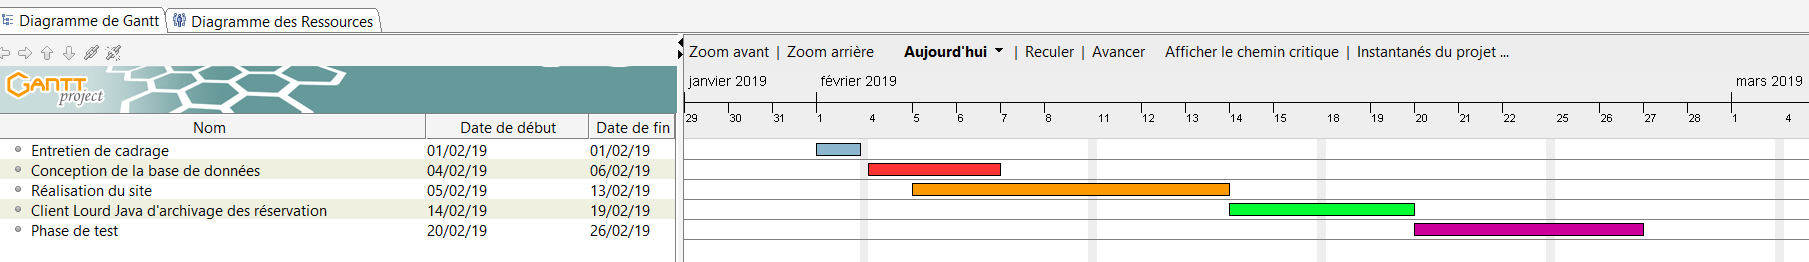 Diagramme de Gantt
Diagramme des Ressources
Zoom avant | Zoom arrière Aujourd'hui | Reculer | Avancer Afficher le chemin critique | Instantanés du projet ...
GANTT
project
janvier 2019 février 2019 mars 2019
29 30 31 1 4 5 6 7 8 11 12 13 14 15 18 19 20 21 22 25 26 27 28 1 4
Nom Date de début Date de fin
Entretien de cadrage 01/02/19 01/02/19
Conception de la base de données 04/02/19 06/02/19
Réalisation du site 05/02/19 13/02/19
Client Lourd Java d'archivage des réservation 14/02/19 19/02/19
Phase de test 20/02/19 26/02/19